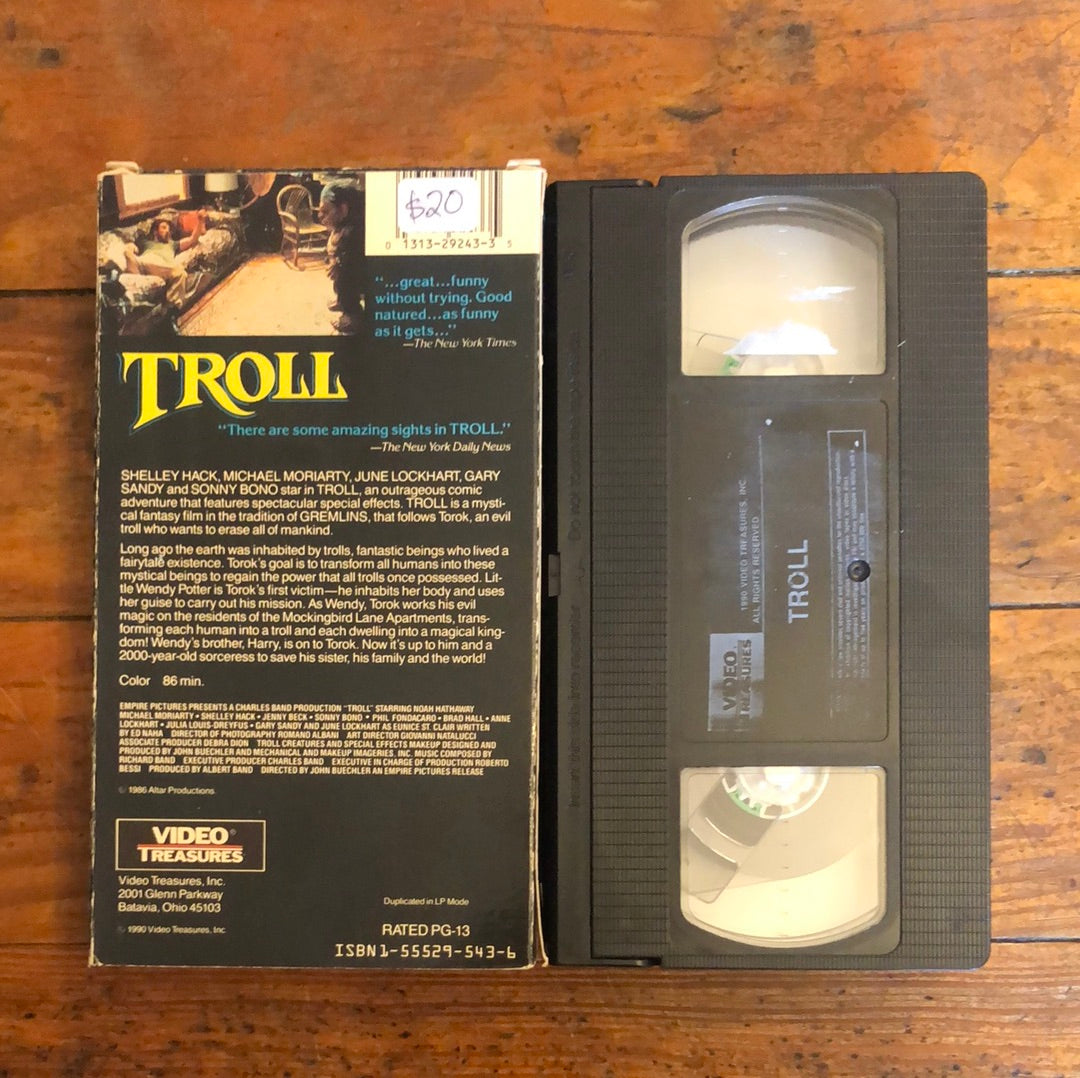 $20
0 1313-29243-3 5
"...great...funny
without trying. Good
natured...as funny
as it gets..."
—The New York Times
TROLL
"There are some amazing sights in TROLL."
—The New York Daily News
SHELLEY HACK, MICHAEL MORIARTY, JUNE LOCKHART, GARY
SANDY and SONNY BONO star in TROLL, an outrageous comic
adventure that features spectacular special effects. TROLL is a mysti-
cal fantasy film in the tradition of GREMLINS, that follows Torok, an evil
troll who wants to erase all of mankind.
Long ago the earth was inhabited by trolls, fantastic beings who lived a
fairytale existence. Torok's goal is to transform all humans into these
mystical beings to regain the power that all trolls once possessed. Lit-
tle Wendy Potter is Torok's first victim—he inhabits her body and uses
her guise to carry out his mission. As Wendy, Torok works his evil
magic on the residents of the Mockingbird Lane Apartments, trans-
forming each human into a troll and each dwelling into a magical king-
dom! Wendy's brother, Harry, is on to Torok. Now it's up to him and a
2000-year-old sorceress to save his sister, his family and the world!
Color 86 min.
EMPIRE PICTURES PRESENTS A CHARLES BAND PRODUCTION "TROLL" STARRING NOAH HATHAWAY
MICHAEL MORIARTY • SHELLEY HACK • JENNY BECK • SONNY BONO • PHIL FONDACARO • BRAD HALL • ANNE
LOCKHART • JULIA LOUIS-DREYFUS • GARY SANDY AND JUNE LOCKHART AS EUNICE ST. CLAIR WRITTEN
BY ED NAHA DIRECTOR OF PHOTOGRAPHY ROMANO ALBANI ART DIRECTOR GIOVANNI NATALUCCI
ASSOCIATE PRODUCER DEBRA DION TROLL CREATURES AND SPECIAL EFFECTS MAKEUP DESIGNED AND
PRODUCED BY JOHN BUECHLER AND MECHANICAL AND MAKEUP IMAGERIES, INC. MUSIC COMPOSED BY
RICHARD BAND EXECUTIVE PRODUCER CHARLES BAND EXECUTIVE IN CHARGE OF PRODUCTION ROBERTO
BESSI PRODUCED BY ALBERT BAND DIRECTED BY JOHN BUECHLER AN EMPIRE PICTURES RELEASE
© 1986 Altar Productions.
VIDEO®
TREASURES
Video Treasures, Inc.
2001 Glenn Parkway
Batavia, Ohio 45103
© 1990 Video Treasures, Inc.
Duplicated in LP Mode
RATED PG-13
ISBN 1-55529-543-6
VIDEO
TREASURES
1990 VIDEO TREASURES, INC.
ALL RIGHTS RESERVED
TROLL